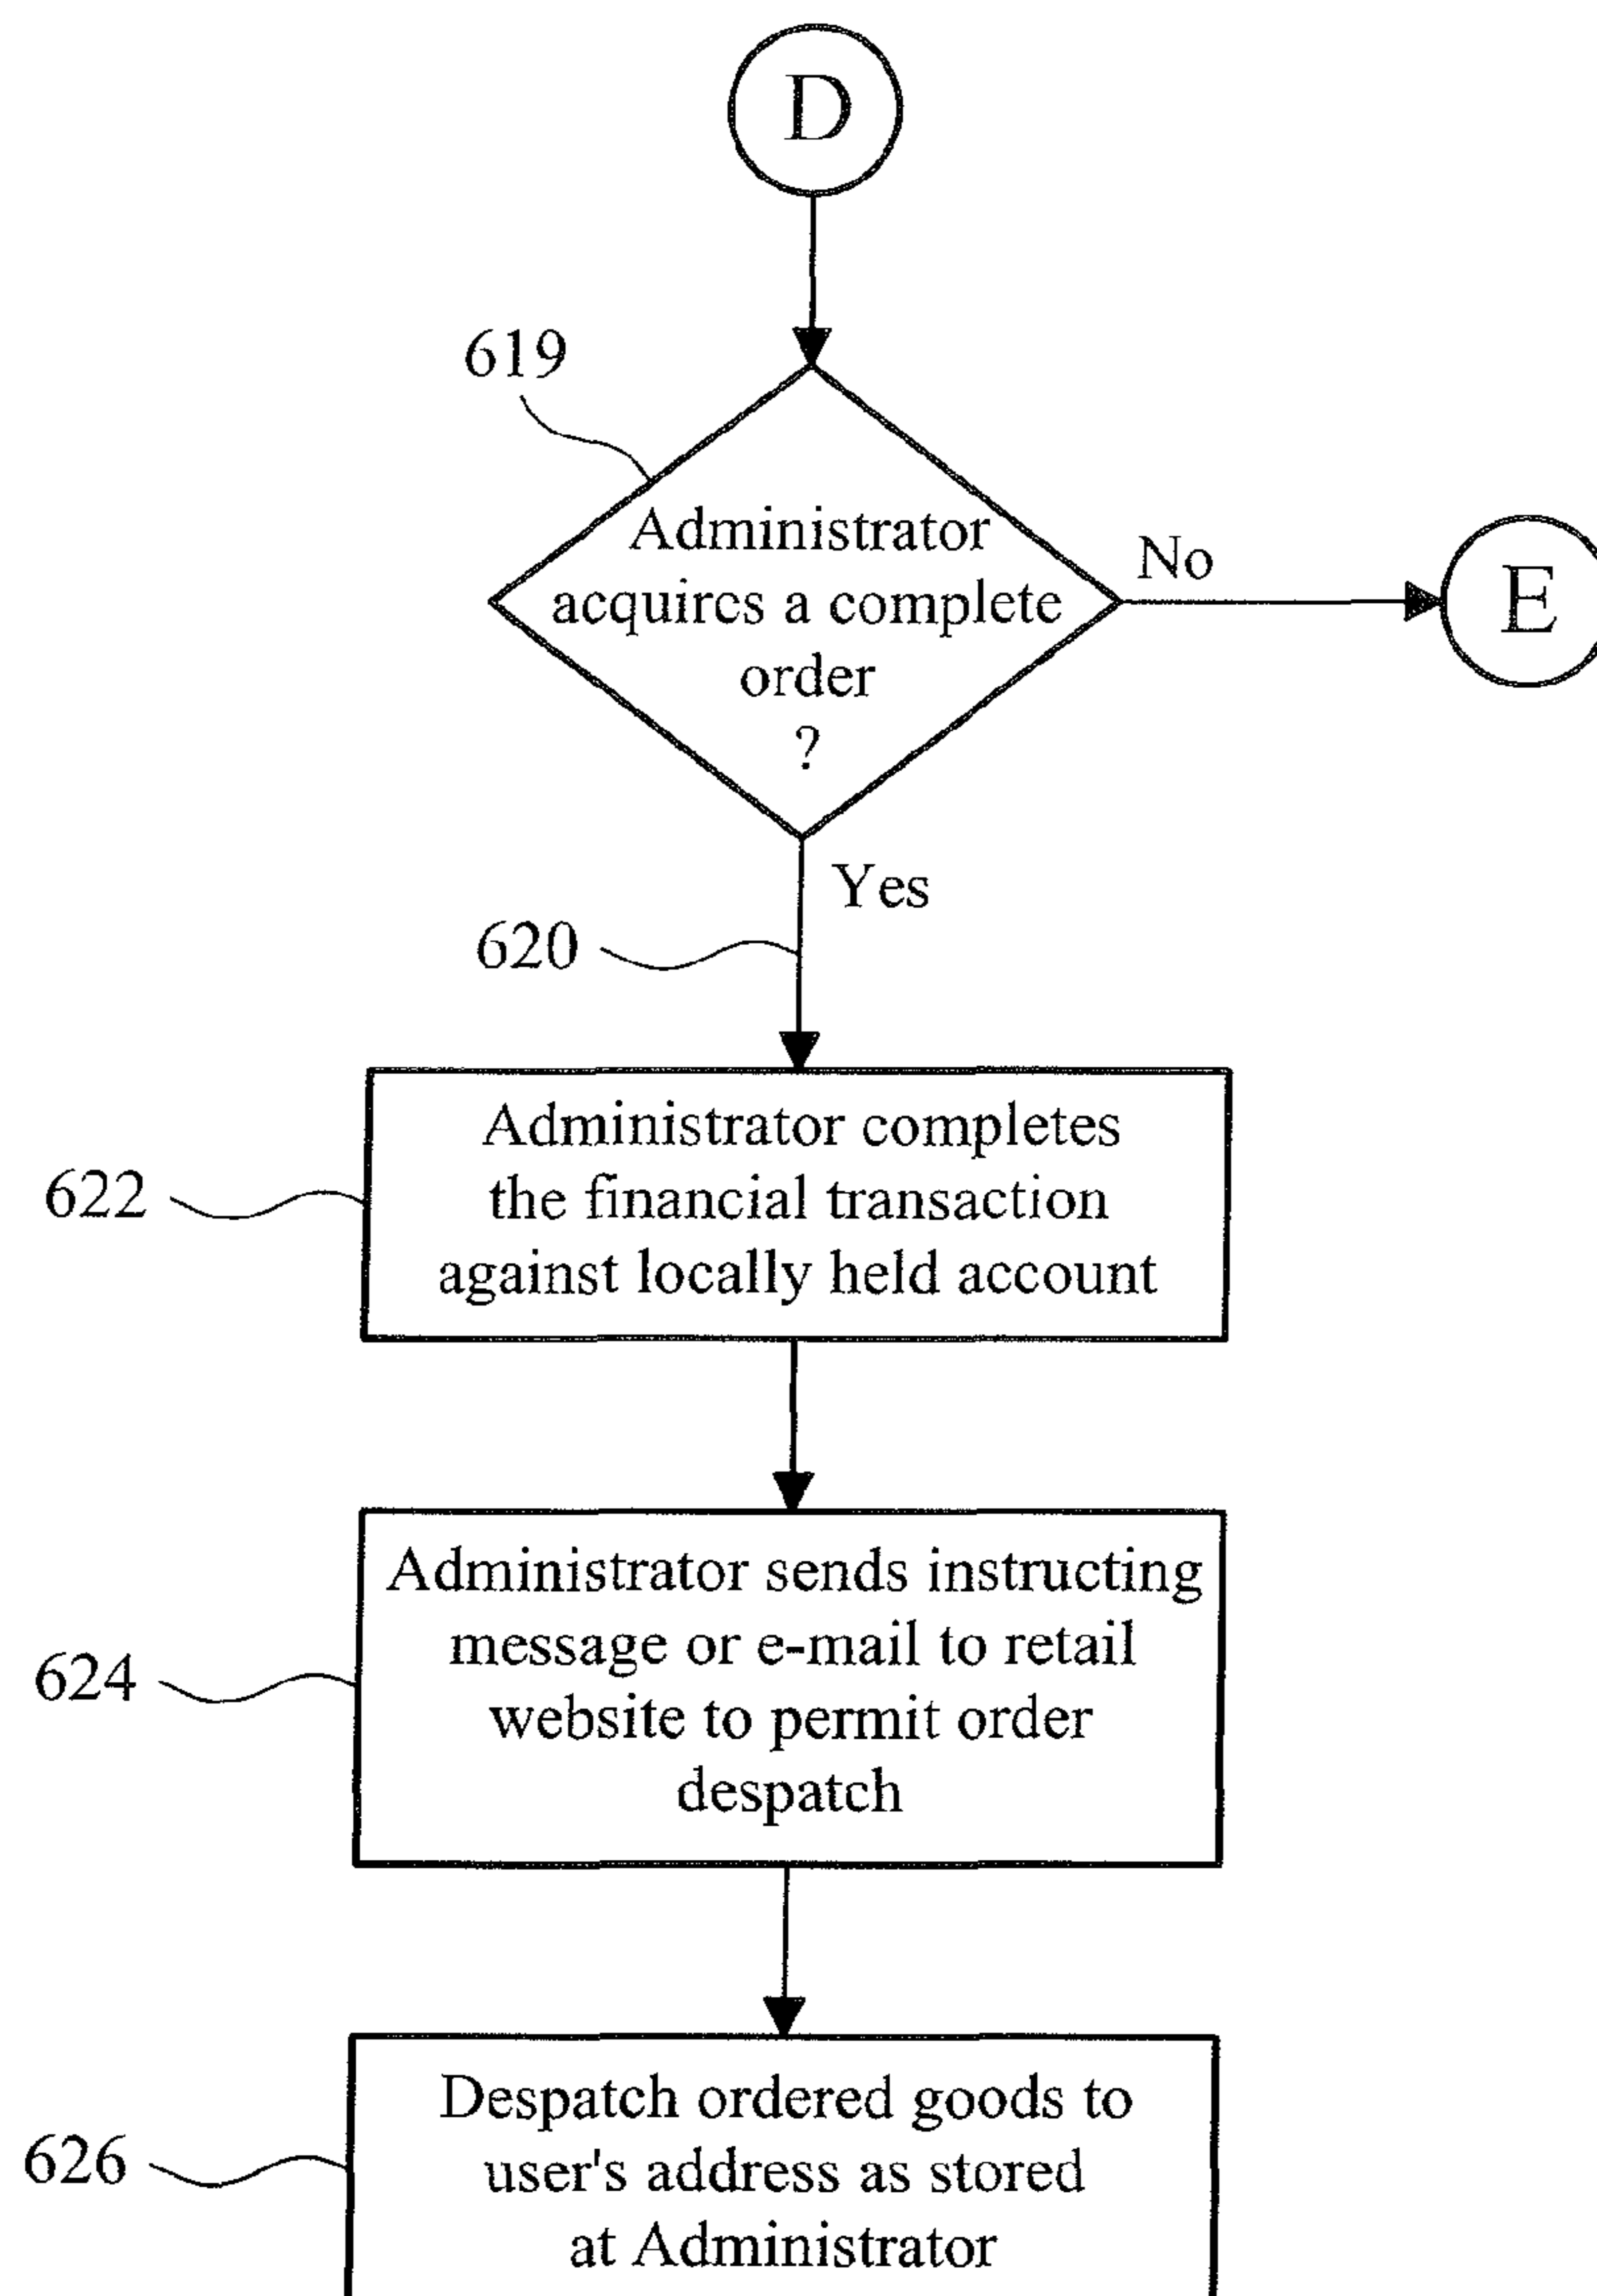 D
619
Administrator
acquires a complete
order
?
No
E
Yes
620
Administrator completes
the financial transaction
against locally held account
622
Administrator sends instructing
message or e-mail to retail
website to permit order
despatch
624
Despatch ordered goods to
user's address as stored
at Administrator
626